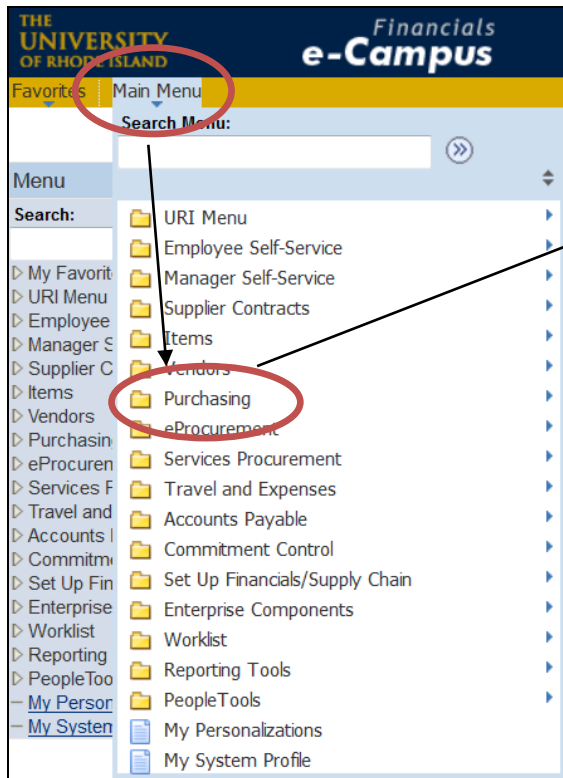 THE
UNIVERSITY
OF RHODE ISLAND
Financials
e-Campus
Favorites
Main Menu
Search Menu:
Menu
Search:
My Favorit
URI Menu
Employee
Manager S
Supplier C
Items
Vendors
Purchasin
eProcuren
Services F
Travel and
Accounts
Commitm
Set Up Fin
Enterprise
Worklist
Reporting
PeopleToo
My Person
My System
URI Menu
Employee Self-Service
Manager Self-Service
Supplier Contracts
Items
Vendors
Purchasing
eProcurement
Services Procurement
Travel and Expenses
Accounts Payable
Commitment Control
Set Up Financials/Supply Chain
Enterprise Components
Worklist
Reporting Tools
PeopleTools
My Personalizations
My System Profile